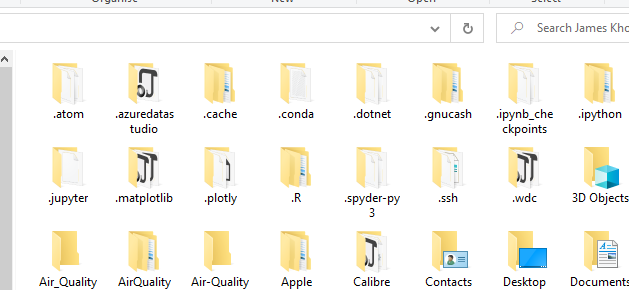 Organise New Open Select
Search James Kho
.atom .azuredatas .cache .conda .dotnet .gnucash .ipynb_che .ipython
tudio ckpoints
.jupyter .matplotlib .plotly .R .spyder-py .ssh .wdc 3D Objects
3
Air_Quality AirQuality Air-Quality Apple Calibre Contacts Desktop Documents